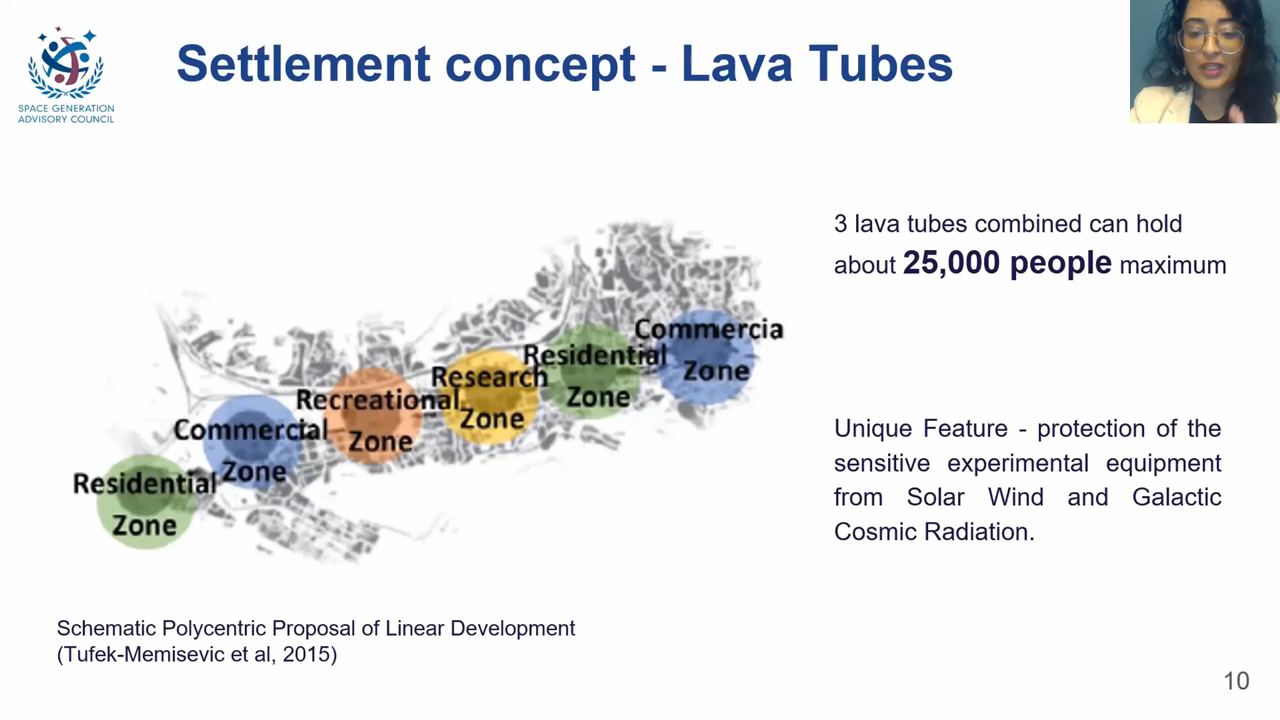 SPACE GENERATION
ADVISORY COUNCIL
Settlement concept - Lava Tubes
3 lava tubes combined can hold
about 25,000 people maximum
Commercia
Zone
Residential
Zone
Research
Zone
Recreational
Zone
Commercial
Zone
Residential
Zone
Unique Feature - protection of the
sensitive experimental equipment
from Solar Wind and Galactic
Cosmic Radiation.
Schematic Polycentric Proposal of Linear Development
(Tufek-Memisevic et al, 2015)
10